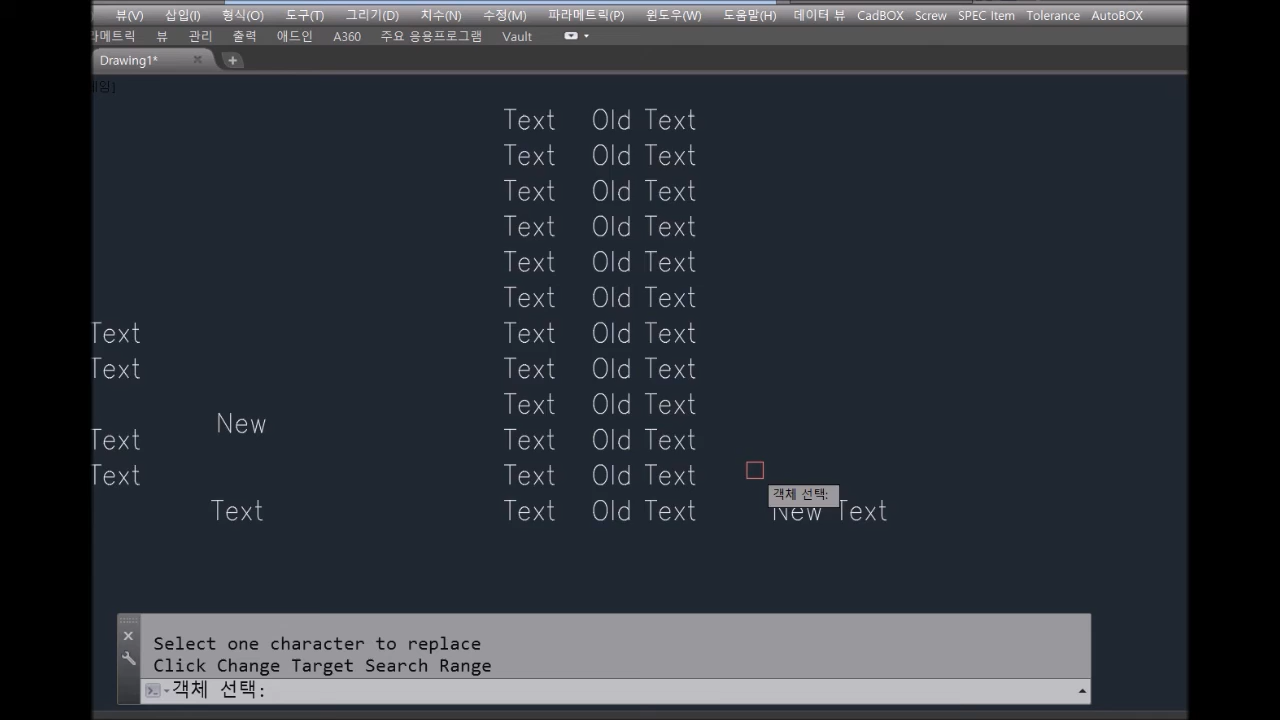 뷰(V) 삽입(I) 형식(O) 도구(T) 그리기(D) 치수(N) 수정(M) 파라메트릭(P) 윈도우(W) 도움말(H) 데이터 뷰 CadBOX Screw SPEC Item Tolerance AutoBOX
라메트릭 뷰 관리 출력 애드인 A360 주요 응용프로그램 Vault
Drawing1*
Text Old Text
Text Old Text
Text Old Text
Text Old Text
Text Old Text
Text Old Text
Text Text Old Text
Text Text Old Text
Text Old Text
New
Text Text Old Text
Text Text Old Text
객체 선택:
Text Text Old Text New Text
Select one character to replace
Click Change Target Search Range
객체 선택: